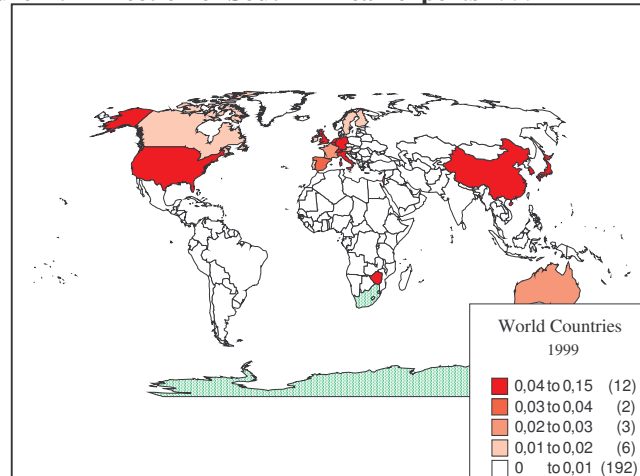 World Countries
1999
0,04 to 0,15 (12)
0,03 to 0,04 (2)
0,02 to 0,03 (3)
0,01 to 0,02 (6)
0 to 0,01 (192)